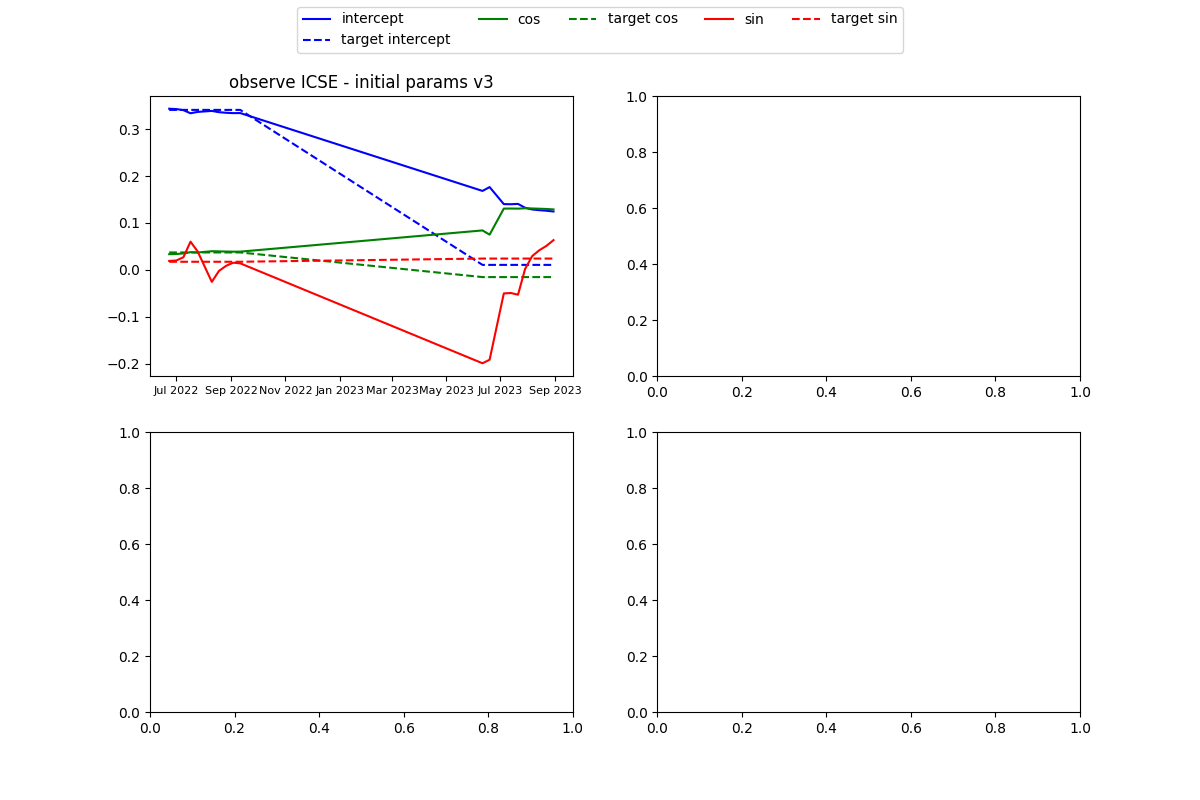 intercept
target intercept
cos
target cos
sin
target sin
observe ICSE - initial params v3
0.3
0.2
0.1
0.0
−0.1
−0.2
Jul 2022 Sep 2022 Nov 2022 Jan 2023 Mar 2023 May 2023 Jul 2023 Sep 2023
1.0
0.8
0.6
0.4
0.2
0.0
0.0 0.2 0.4 0.6 0.8 1.0
1.0
0.8
0.6
0.4
0.2
0.0
0.0 0.2 0.4 0.6 0.8 1.0
1.0
0.8
0.6
0.4
0.2
0.0
0.0 0.2 0.4 0.6 0.8 1.0